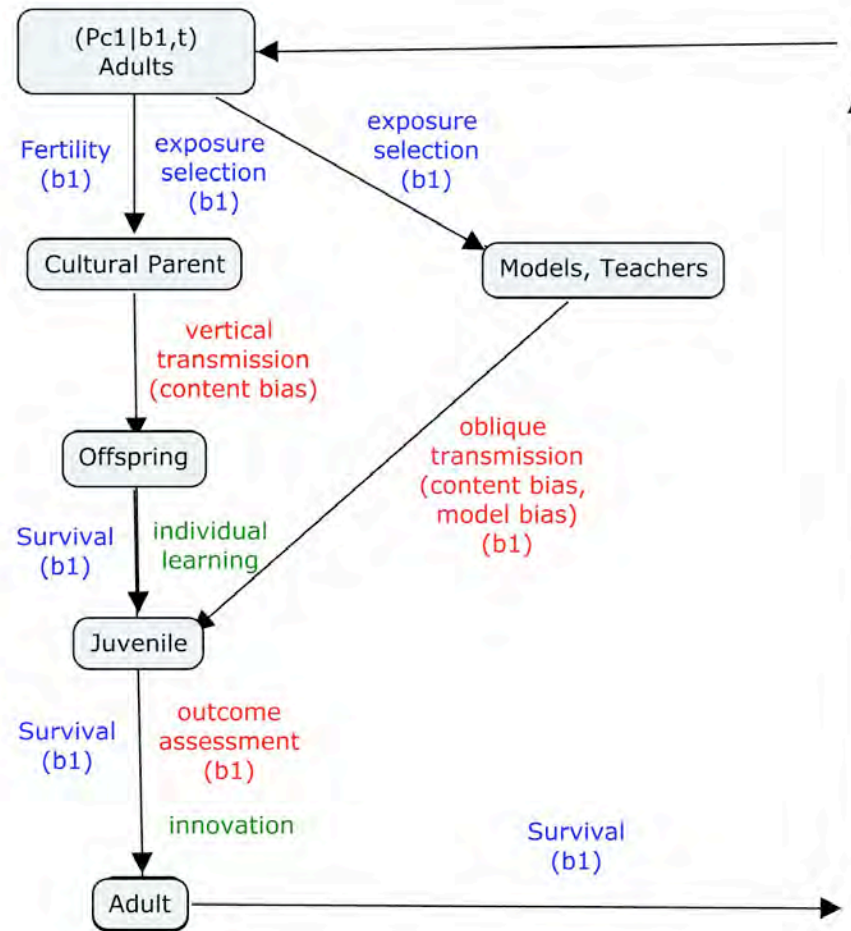 (Pc1|b1,t)
Adults
Fertility
(b1)
exposure
selection
(b1)
exposure
selection
(b1)
Cultural Parent
Models, Teachers
vertical
transmission
(content bias)
oblique
transmission
(content bias,
model bias)
(b1)
Offspring
Survival
(b1)
individual
learning
Juvenile
Survival
(b1)
outcome
assessment
(b1)
innovation
Survival
(b1)
Adult